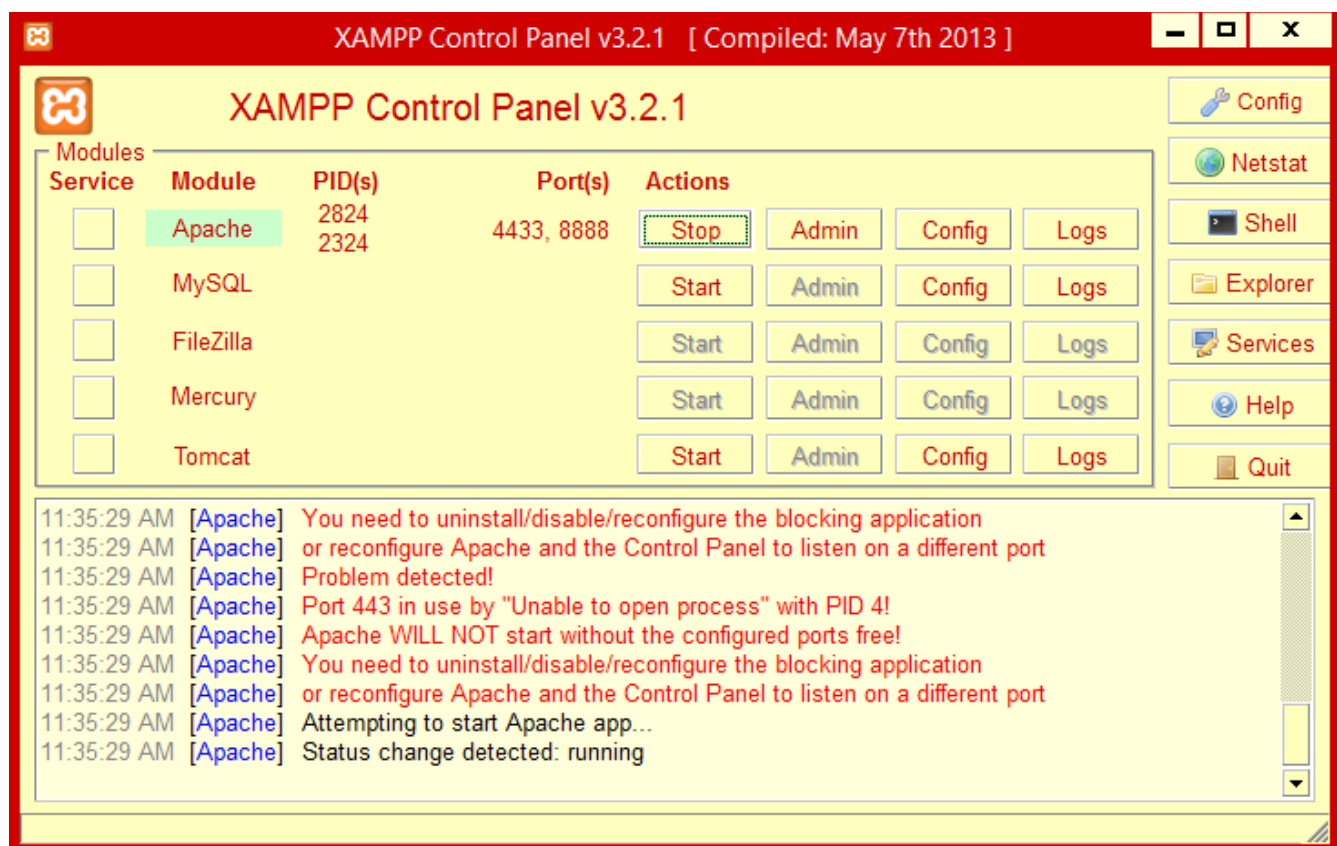 XAMPP Control Panel v3.2.1 [ Compiled: May 7th 2013 ]
XAMPP Control Panel v3.2.1
Config
Modules
Netstat
Service Module PID(s) Port(s) Actions
Apache 2824 2324 4433, 8888 Stop Admin Config Logs
Shell
MySQL Start Admin Config Logs
Explorer
FileZilla Start Admin Config Logs
Services
Mercury Start Admin Config Logs
Help
Tomcat Start Admin Config Logs
Quit
11:35:29 AM [Apache] You need to uninstall/disable/reconfigure the blocking application
11:35:29 AM [Apache] or reconfigure Apache and the Control Panel to listen on a different port
11:35:29 AM [Apache] Problem detected!
11:35:29 AM [Apache] Port 443 in use by "Unable to open process" with PID 4!
11:35:29 AM [Apache] Apache WILL NOT start without the configured ports free!
11:35:29 AM [Apache] You need to uninstall/disable/reconfigure the blocking application
11:35:29 AM [Apache] or reconfigure Apache and the Control Panel to listen on a different port
11:35:29 AM [Apache] Attempting to start Apache app...
11:35:29 AM [Apache] Status change detected: running